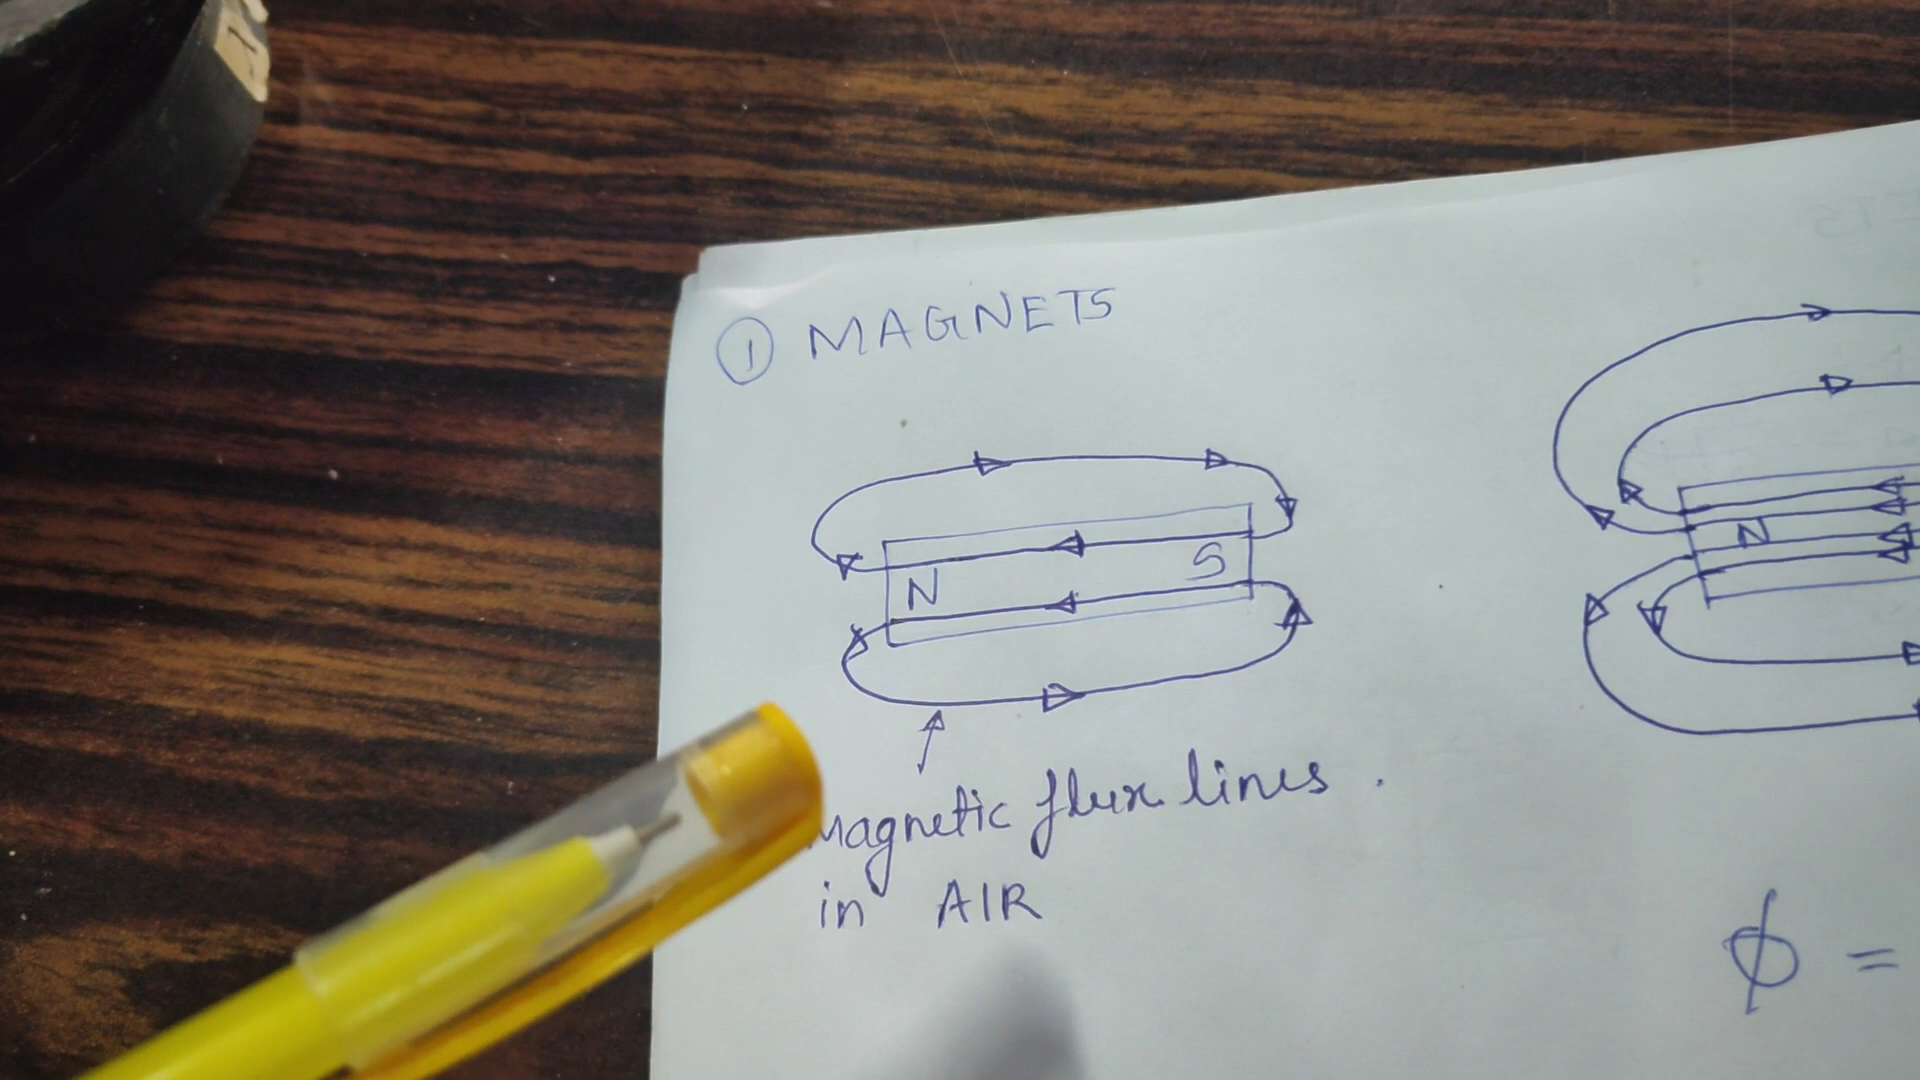 ① MAGNETS
N S
N
Magnetic flux lines.
in AIR
ϕ =